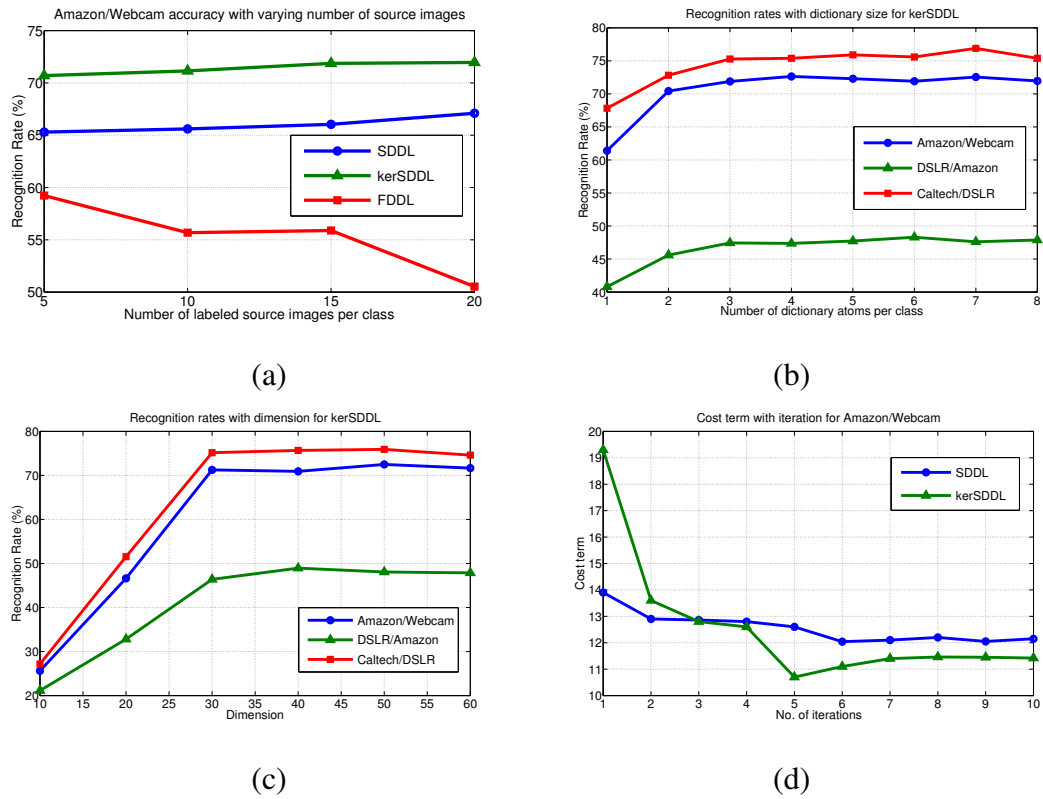 Amazon/Webcam accuracy with varying number of source images
75
70
65
60
55
50
Recognition Rate (%)
SDDL
kerSDDL
FDDL
5 10 15 20
Number of labeled source images per class
(a)
Recognition rates with dictionary size for kerSDDL
80
75
70
65
60
55
50
45
40
Recognition Rate (%)
Amazon/Webcam
DSLR/Amazon
Caltech/DSLR
1 2 3 4 5 6 7 8
Number of dictionary atoms per class
(b)
Recognition rates with dimension for kerSDDL
80
70
60
50
40
30
20
Recognition Rate (%)
Amazon/Webcam
DSLR/Amazon
Caltech/DSLR
10 15 20 25 30 35 40 45 50 55 60
Dimension
(c)
Cost term with iteration for Amazon/Webcam
20
19
18
17
16
15
14
13
12
11
10
Cost term
SDDL
kerSDDL
1 2 3 4 5 6 7 8 9 10
No. of iterations
(d)